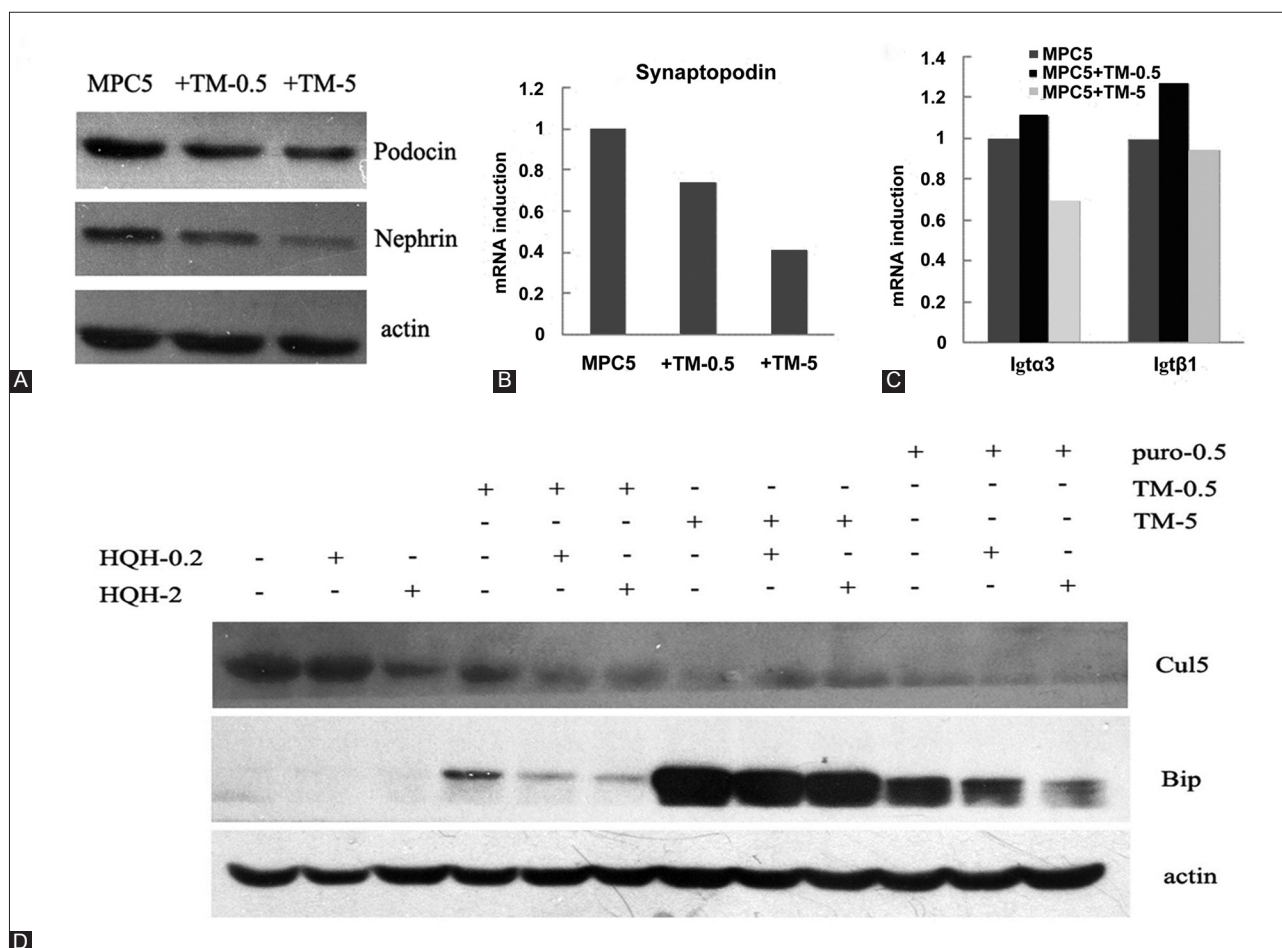 MPC5 +TM-0.5 +TM-5
Podocin
Nephrin
actin
A
Synaptopodin
mRNA induction
1.2
1
0.8
0.6
0.4
0.2
0
MPC5 +TM-0.5 +TM-5
B
MPC5
MPC5+TM-0.5
MPC5+TM-5
mRNA induction
1.4
1.2
1
0.8
0.6
0.4
0.2
0
Igtα3 Igtβ1
C
+ + + puro-0.5
+ + + - - - - - - TM-0.5
- - - + + + - - - TM-5
HQH-0.2 - + - - + - - + - - + -
HQH-2 - - + - - + - - + - - +
Cul5
Bip
actin
D